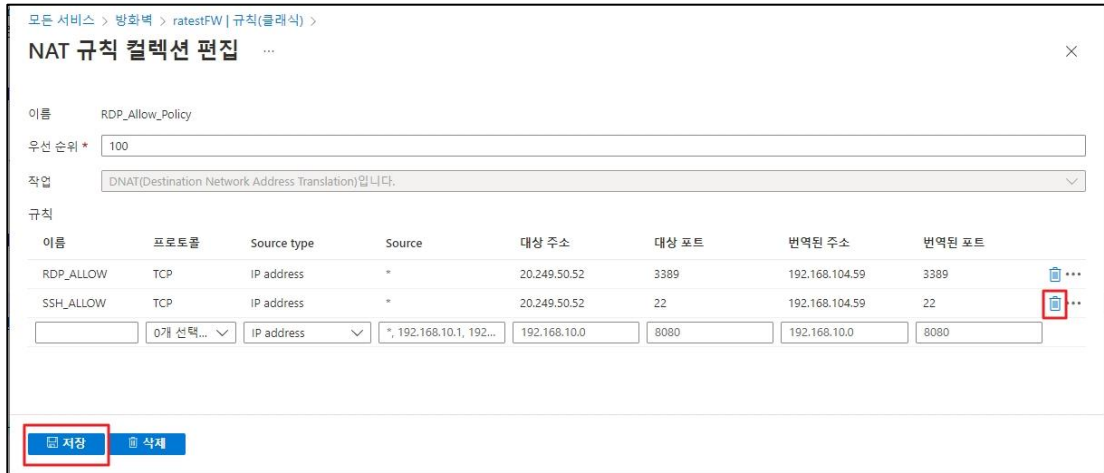 모든 서비스 > 방화벽 > ratestFW | 규칙(클래식) >
NAT 규칙 컬렉션 편집 ...
이름 RDP_Allow_Policy
우선 순위 * 100
작업 DNAT(Destination Network Address Translation)입니다.
규칙
이름 프로토콜 Source type Source 대상 주소 대상 포트 번역된 주소 번역된 포트
RDP_ALLOW TCP IP address * 20.249.50.52 3389 192.168.104.59 3389
SSH_ALLOW TCP IP address * 20.249.50.52 22 192.168.104.59 22
0개 선택... IP address *, 192.168.10.1, 192... 192.168.10.0 8080 192.168.10.0 8080
저장 삭제